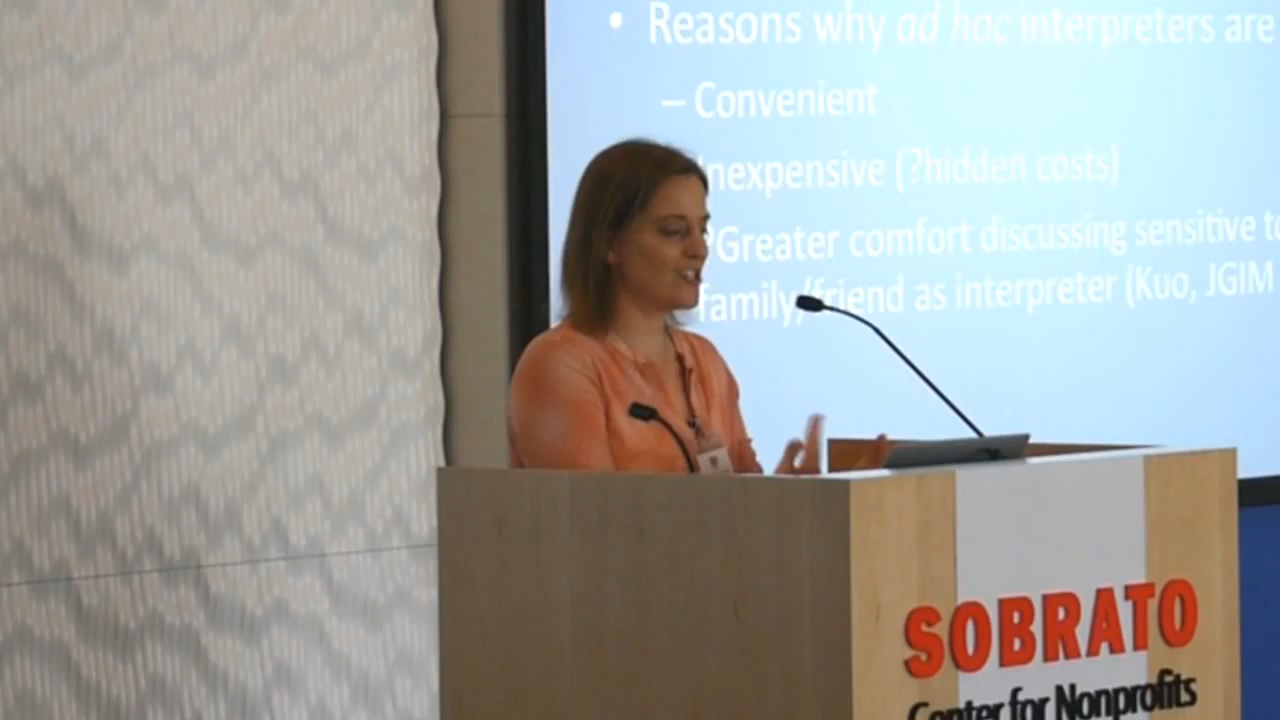 • Reasons why ad hoc interpreters are
– Convenient
Inexpensive (?hidden costs)
?Greater comfort discussing sensitive
family/friend as interpreter (Kuo, JGIM
SOBRATO
Center for Nonprofits